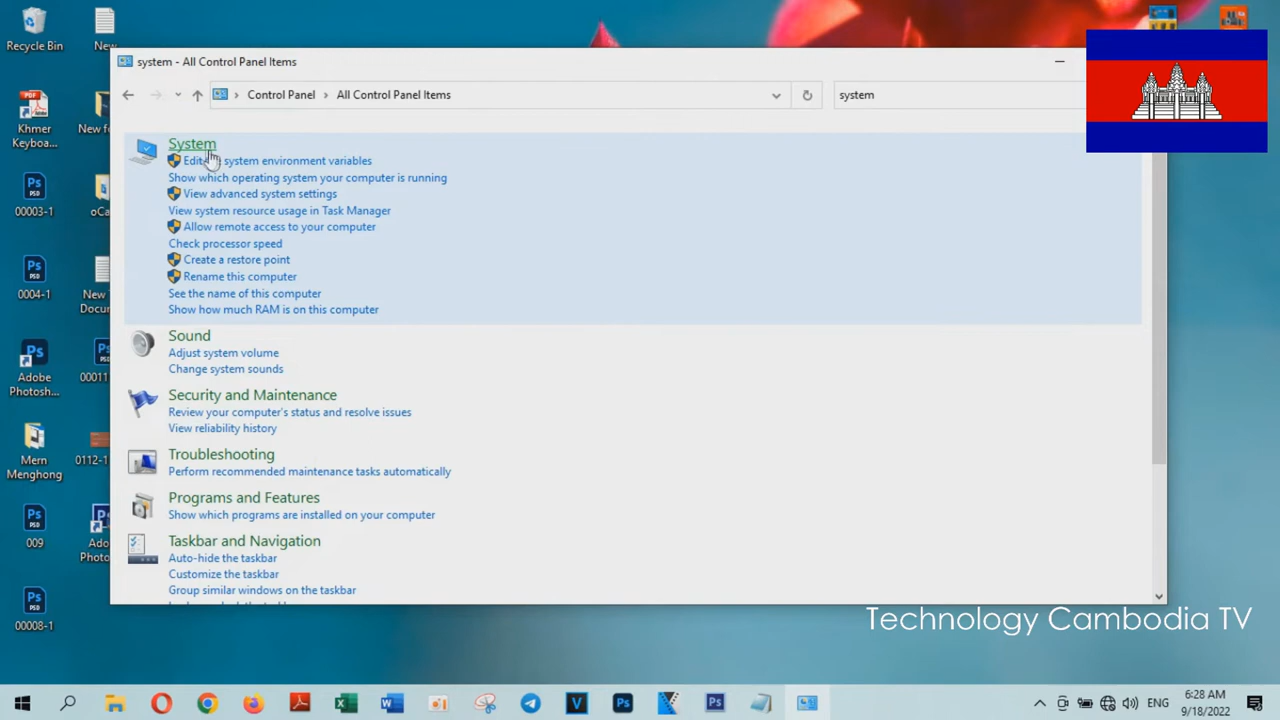 Recycle Bin
New
system - All Control Panel Items
Control Panel
All Control Panel Items
system
System
system environment variables
Show which operating system your computer is running
View advanced system settings
View system resource usage in Task Manager
Allow remote access to your computer
Check processor speed
Create a restore point
Rename this computer
See the name of this computer
Show how much RAM is on this computer
Sound
Adjust system volume
Change system sounds
Security and Maintenance
Review your computer's status and resolve issues
View reliability history
Troubleshooting
Perform recommended maintenance tasks automatically
Programs and Features
Show which programs are installed on your computer
Taskbar and Navigation
Auto-hide the taskbar
Customize the taskbar
Group similar windows on the taskbar
Khmer
Keyboa...
New fo
00003-1
oCa
0004-1
New
Docum
Adobe
Photosh...
00011
Mern
Menghong
0112-1
009
Ado
Photo
00008-1
Technology Cambodia TV
ENG
6:28 AM
9/18/2022